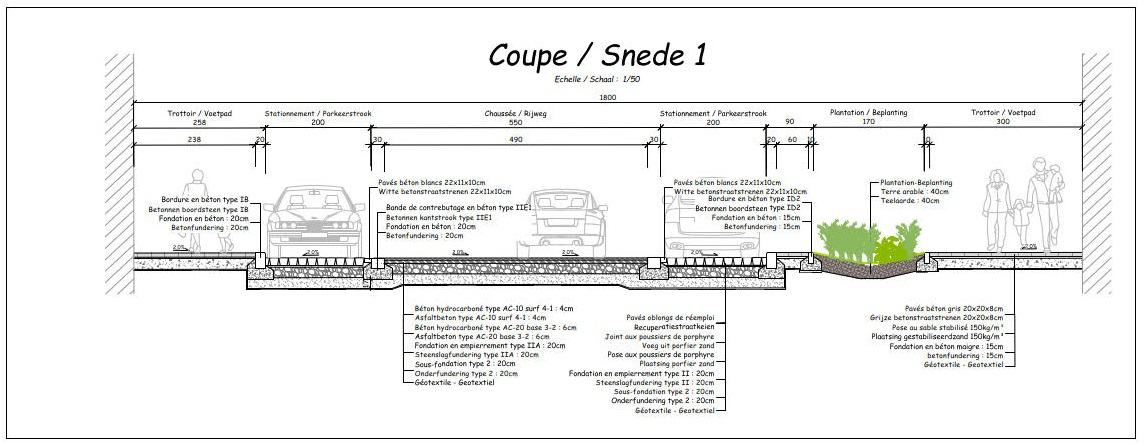 Coupe / Snede 1
Echelle / Schaal : 1/50
1800
Trottoir / Voetpad
258
Stationnement / Parkeerstrook
200
Chaussée / Rijweg
550
Stationnement / Parkeerstrook
200
90
Plantation / Beplanting
170
Trottoir / Voetpad
300
238
20
30
490
30
20
60
10
Pavés béton blancs 22x11x10cm
Witte betonstraatstrenen 22x11x10cm
Bordure en béton type IB
Betonnen boordsteen type IB
Fondation en béton : 20cm
Betonfundering : 20cm
Bande de contrebutage en béton type IIE1
Betonnen kantstrook type IIE1
Fondation en béton : 20cm
Betonfundering : 20cm
Pavés béton blancs 22x11x10cm
Witte betonstraatstrenen 22x11x10cm
Bordure en béton type ID2
Betonnen boordsteen type ID2
Fondation en béton : 15cm
Betonfundering : 15cm
Plantation-Beplanting
Terre arable : 40cm
Teelaarde : 40cm
2,0%
2,0%
2,0%
2,0%
2,0%
Béton hydrocarboné type AC-10 surf 4-1 : 4cm
Asfaltbeton type AC-10 surf 4-1 : 4cm
Béton hydrocarboné type AC-20 base 3-2 : 6cm
Asfaltbeton type AC-20 base 3-2 : 6cm
Fondation en empierrement type IIA : 20cm
Steenslagfundering type IIA : 20cm
Sous-fondation type 2 : 20cm
Onderfundering type 2 : 20cm
Géotextile - Geotextiel
Pavés oblongs de réemploi
Recuperatiestraatkeien
Joint aux poussiers de porphyre
Voeg uit porfier zand
Pose aux poussiers de porphyre
Plaatsing porfier zand
Fondation en empierrement type II : 20cm
Steenslagfundering type II : 20cm
Sous-fondation type 2 : 20cm
Onderfundering type 2 : 20cm
Géotextile - Geotextiel
Pavés béton gris 20x20x8cm
Grijze betonstraatstrenen 20x20x8cm
Pose au sable stabilisé 150kg/m³
Plaatsing gestabiliseerdzand 150kg/m³
Fondation en béton maigre : 15cm
betonfundering : 15cm
Géotextile - Geotextiel